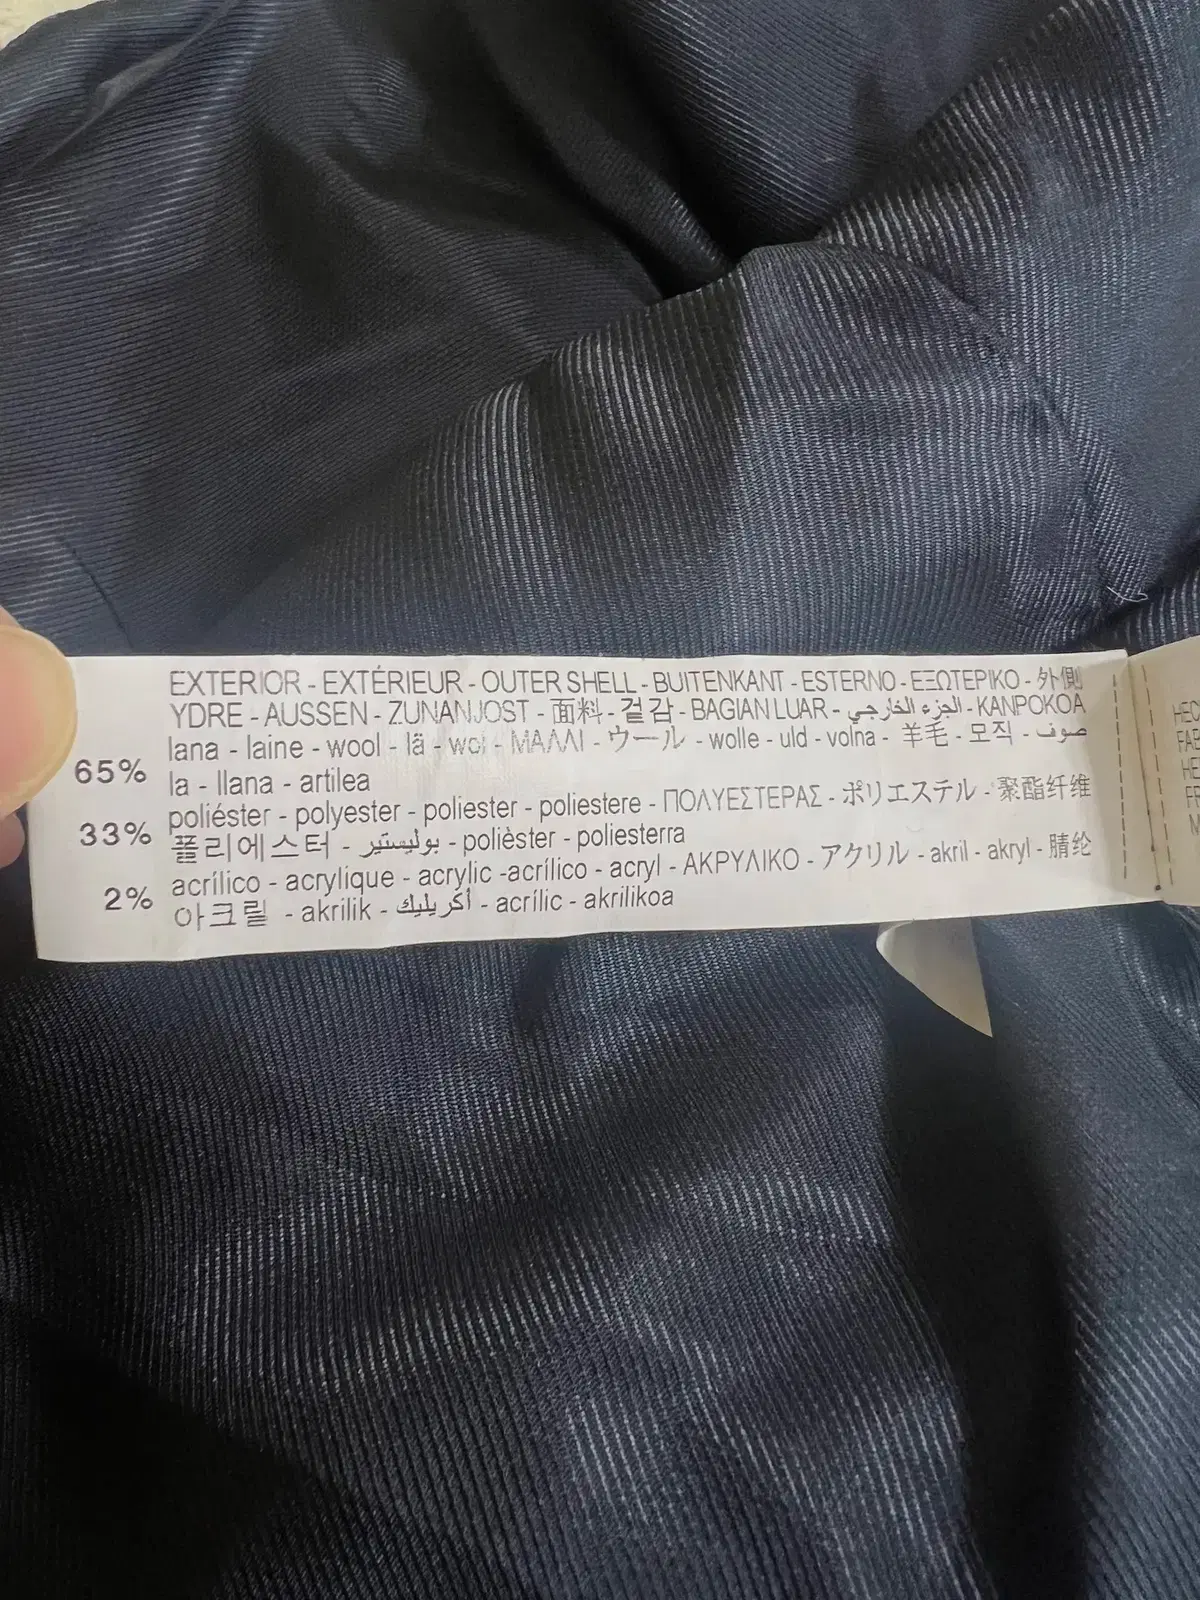 EXTERIOR - EXTÉRIEUR - OUTER SHELL - BUITENKANT - ESTERNO - ΕΞΩΤΕΡΙΚΟ - 外側
YDRE - AUSSEN - ZUNANJOST - 面料 - 겉감 - BAGIAN LUAR - الجزء الخارجي - KANPOKOA
65% lana - laine - wool - lã - wol - ΜΑΛΛΙ - ウール - wolle - uld - volna - 羊毛 - 모직 - صوف
la - llana - artilea
33% poliéster - polyester - poliester - poliestere - ΠΟΛΥΕΣΤΕΡΑΣ - ポリエステル - 聚酯纤维
폴리에스터 - بوليستير - polièster - poliesterra
2% acrílico - acrylique - acrylic -acrílico - acryl - ΑΚΡΥΛΙΚΟ - アクリル - akril - akryl - 腈纶
아크릴 - akrilik - أكريليك - acrílic - akrilikoa